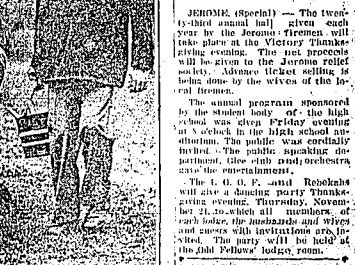 JEROME. (Special) — The twen-
ty-third annual ball given each
year by the Jerome firemen will
take place at the Victory Thanks-
giving evening. The net proceeds
will be given to the Jerome relief
society. Advance ticket selling is
being done by the wives of the lo-
cal firemen.
The annual program sponsored
by the student body of the high
school was given Friday evening
at 8 o'clock in the high school au-
ditorium. The public was cordially
invited. The public speaking de-
partment, Glee club and orchestra
gave the entertainment.
The I. O. O. F. and Rebekahs
will give a dancing party Thanks-
giving evening, Thursday, Novem-
ber 21, to which all members of
each lodge, the husbands and wives
and guests with invitations are in-
vited. The party will be held at
the Odd Fellows' lodge room.